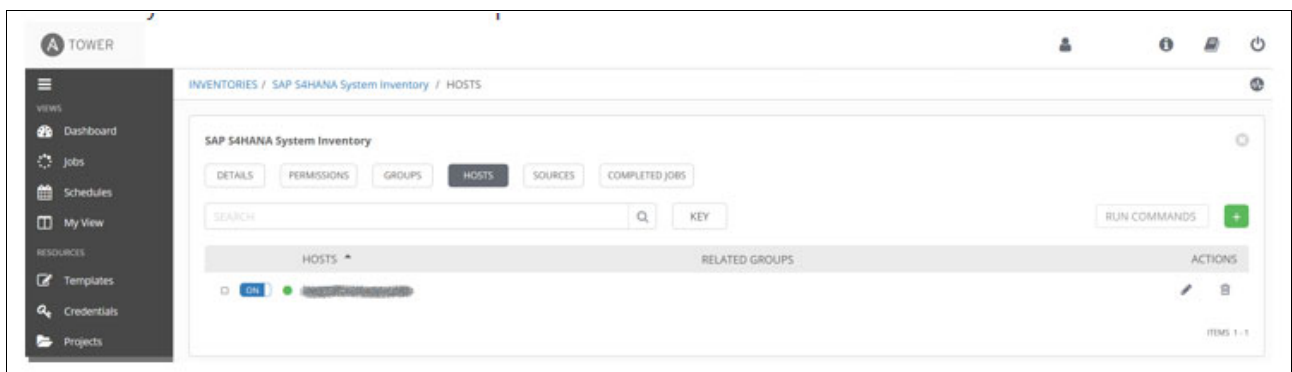 A TOWER
INVENTORIES / SAP S4HANA System Inventory / HOSTS
VIEWS
Dashboard
Jobs
Schedules
My View
RESOURCES
Templates
Credentials
Projects
SAP S4HANA System Inventory
DETAILS PERMISSIONS GROUPS HOSTS SOURCES COMPLETED JOBS
SEARCH KEY RUN COMMANDS +
HOSTS RELATED GROUPS ACTIONS
ON
ITEMS 1 - 1